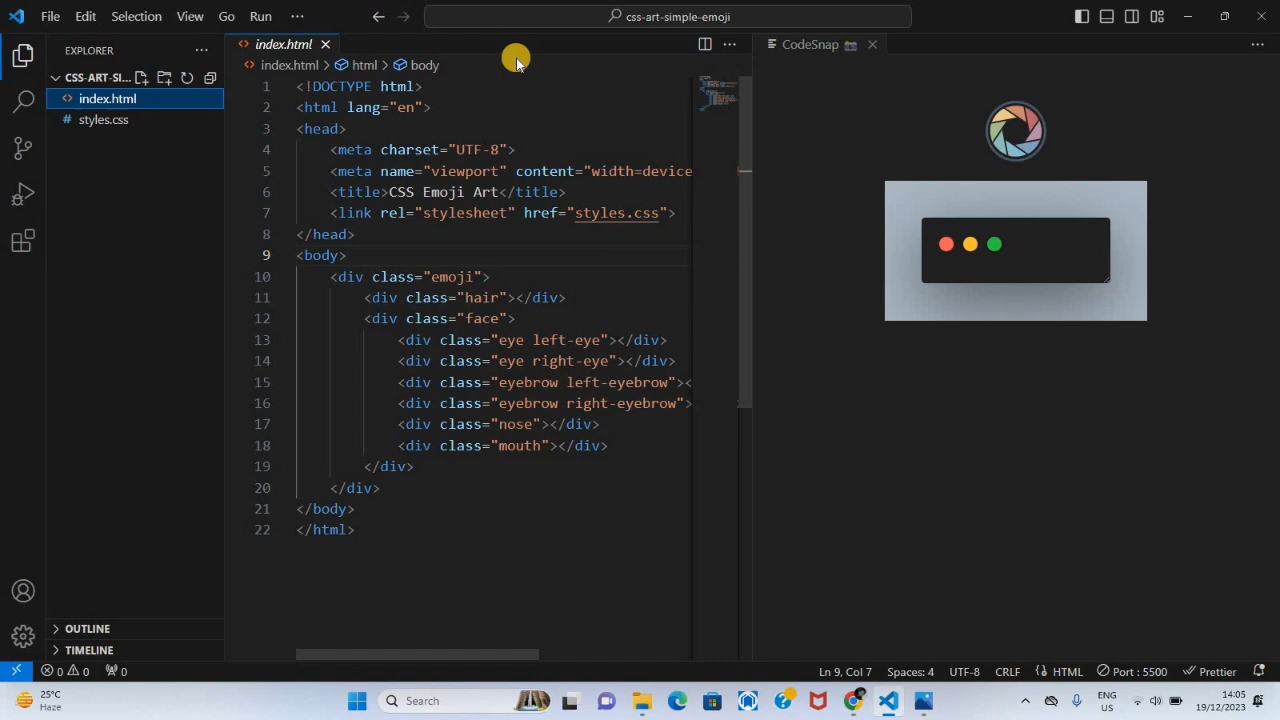 File Edit Selection View Go Run ··· css-art-simple-emoji
EXPLORER ···
CSS-ART-SI...
index.html
styles.css
OUTLINE
TIMELINE
index.html
index.html > html > body
1 <!DOCTYPE html>
2 <html lang="en">
3 <head>
4 <meta charset="UTF-8">
5 <meta name="viewport" content="width=device
6 <title>CSS Emoji Art</title>
7 <link rel="stylesheet" href="styles.css">
8 </head>
9 <body>
10 <div class="emoji">
11 <div class="hair"></div>
12 <div class="face">
13 <div class="eye left-eye"></div>
14 <div class="eye right-eye"></div>
15 <div class="eyebrow left-eyebrow"><
16 <div class="eyebrow right-eyebrow">
17 <div class="nose"></div>
18 <div class="mouth"></div>
19 </div>
20 </div>
21 </body>
22 </html>
CodeSnap 📸
0 0 0 Ln 9, Col 7 Spaces: 4 UTF-8 CRLF HTML Port : 5500 Prettier
25°C
Haze
Search
ENG
US
14:05
19/12/2023